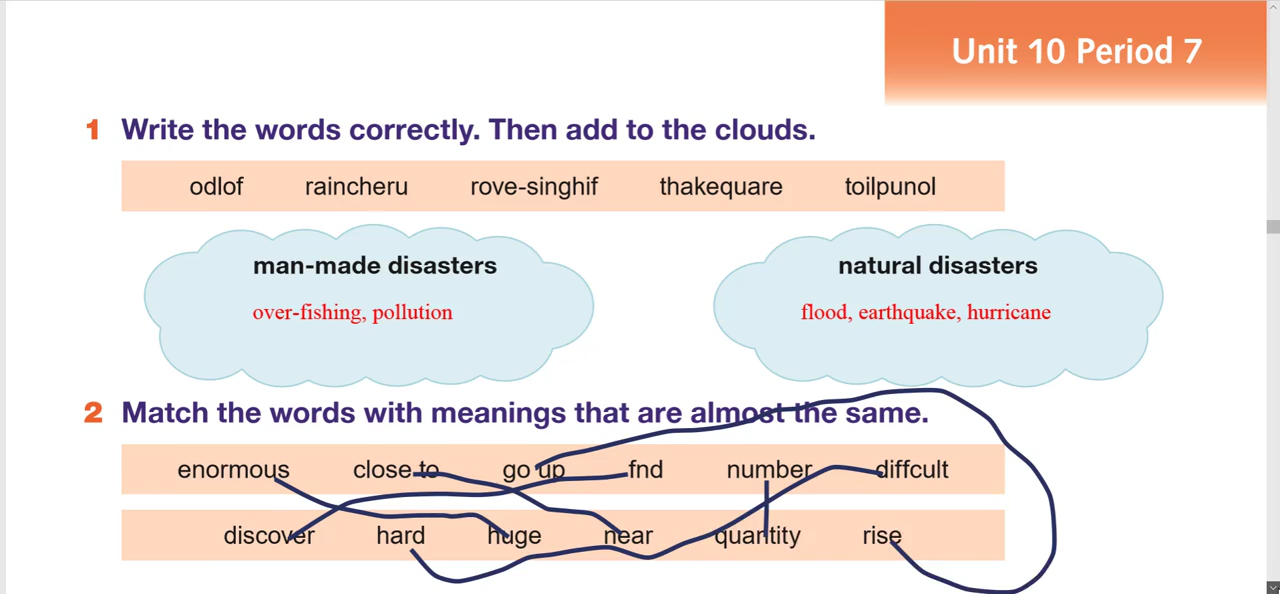 Unit 10 Period 7
1 Write the words correctly. Then add to the clouds.
odlof raincheru rove-singhif thakequare toilpunol
man-made disasters natural disasters
over-fishing, pollution flood, earthquake, hurricane
2 Match the words with meanings that are almost the same.
enormous close to go up fnd number diffcult
discover hard huge near quantity rise